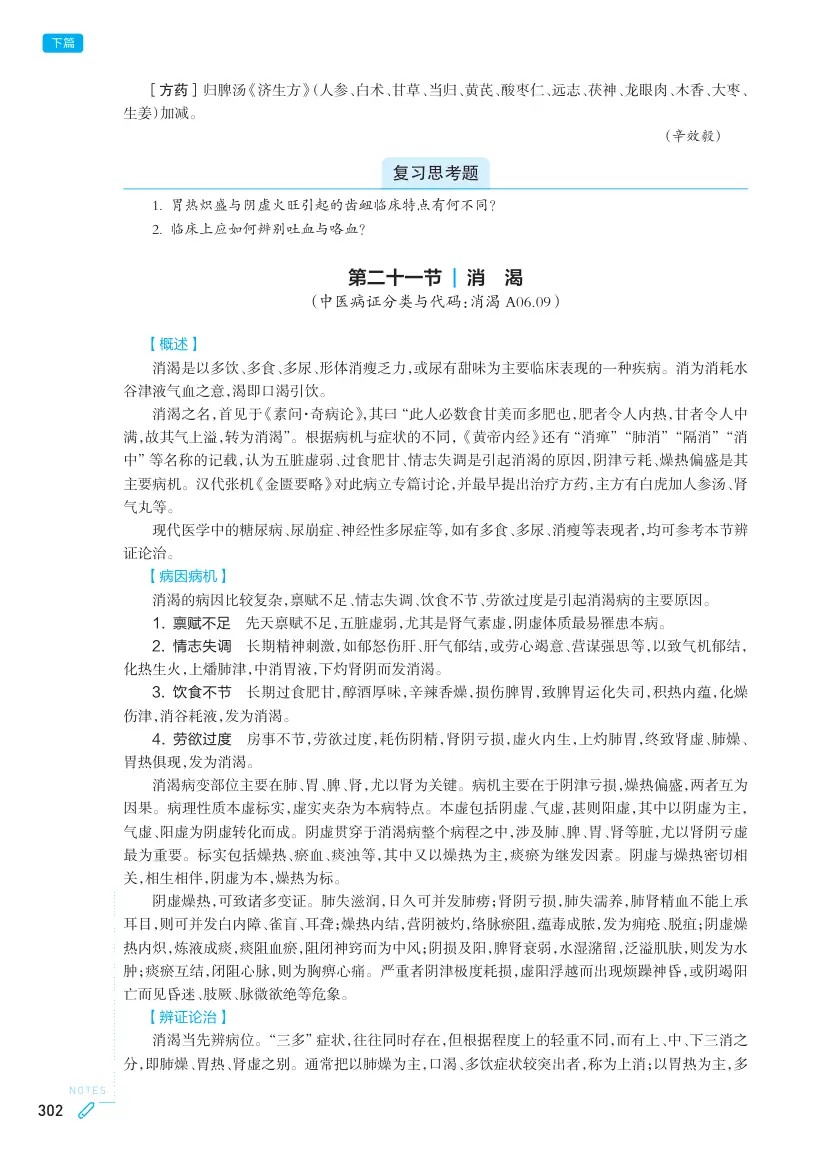 下篇
［方药］归脾汤《济生方》（人参、白术、甘草、当归、黄芪、酸枣仁、远志、茯神、龙眼肉、木香、大枣、
生姜）加减。
（辛效毅）
复习思考题
1. 胃热炽盛与阴虚火旺引起的齿衄临床特点有何不同？
2. 临床上应如何辨别吐血与咯血？
第二十一节 | 消　渴
（中医病证分类与代码：消渴 A06.09）
【概述】
消渴是以多饮、多食、多尿、形体消瘦乏力，或尿有甜味为主要临床表现的一种疾病。消为消耗水
谷津液气血之意，渴即口渴引饮。
消渴之名，首见于《素问·奇病论》，其曰“此人必数食甘美而多肥也，肥者令人内热，甘者令人中
满，故其气上溢，转为消渴”。根据病机与症状的不同，《黄帝内经》还有“消瘅”“肺消”“隔消”“消
中”等名称的记载，认为五脏虚弱、过食肥甘、情志失调是引起消渴的原因，阴津亏耗、燥热偏盛是其
主要病机。汉代张机《金匮要略》对此病立专篇讨论，并最早提出治疗方药，主方有白虎加人参汤、肾
气丸等。
现代医学中的糖尿病、尿崩症、神经性多尿症等，如有多食、多尿、消瘦等表现者，均可参考本节辨
证论治。
【病因病机】
消渴的病因比较复杂，禀赋不足、情志失调、饮食不节、劳欲过度是引起消渴病的主要原因。
1. 禀赋不足　先天禀赋不足，五脏虚弱，尤其是肾气素虚，阴虚体质最易罹患本病。
2. 情志失调　长期精神刺激，如郁怒伤肝、肝气郁结，或劳心竭意、营谋强思等，以致气机郁结，
化热生火，上燔肺津，中消胃液，下灼肾阴而发消渴。
3. 饮食不节　长期过食肥甘，醇酒厚味，辛辣香燥，损伤脾胃，致脾胃运化失司，积热内蕴，化燥
伤津，消谷耗液，发为消渴。
4. 劳欲过度　房事不节，劳欲过度，耗伤阴精，肾阴亏损，虚火内生，上灼肺胃，终致肾虚、肺燥、
胃热俱现，发为消渴。
消渴病变部位主要在肺、胃、脾、肾，尤以肾为关键。病机主要在于阴津亏损，燥热偏盛，两者互为
因果。病理性质本虚标实，虚实夹杂为本病特点。本虚包括阴虚、气虚，甚则阳虚，其中以阴虚为主，
气虚、阳虚为阴虚转化而成。阴虚贯穿于消渴病整个病程之中，涉及肺、脾、胃、肾等脏，尤以肾阴亏虚
最为重要。标实包括燥热、瘀血、痰浊等，其中又以燥热为主，痰瘀为继发因素。阴虚与燥热密切相
关，相生相伴，阴虚为本，燥热为标。
阴虚燥热，可致诸多变证。肺失滋润，日久可并发肺痨；肾阴亏损，肺失濡养，肺肾精血不能上承
耳目，则可并发白内障、雀盲、耳聋；燥热内结，营阴被灼，络脉瘀阻，蕴毒成脓，发为痈疮、脱疽；阴虚燥
热内炽，炼液成痰，痰阻血瘀，阻闭神窍而为中风；阴损及阳，脾肾衰弱，水湿潴留，泛溢肌肤，则发为水
肿；痰瘀互结，闭阻心脉，则为胸痹心痛。严重者阴津极度耗损，虚阳浮越而出现烦躁神昏，或阴竭阳
亡而见昏迷、肢厥、脉微欲绝等危象。
【辨证论治】
消渴当先辨病位。“三多”症状，往往同时存在，但根据程度上的轻重不同，而有上、中、下三消之
分，即肺燥、胃热、肾虚之别。通常把以肺燥为主，口渴、多饮症状较突出者，称为上消；以胃热为主，多
NOTES
302